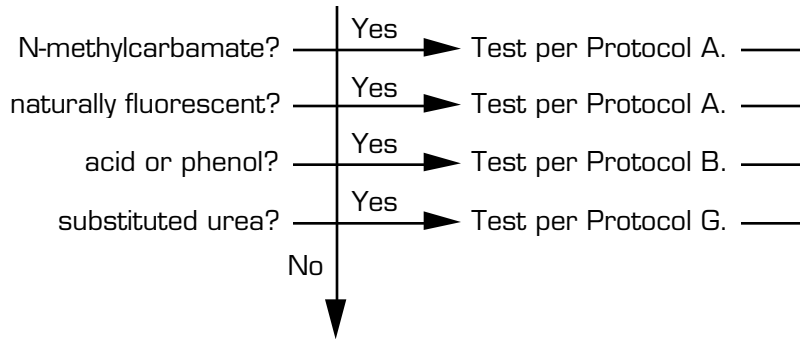 N-methylcarbamate? Yes Test per Protocol A.
naturally fluorescent? Yes Test per Protocol A.
acid or phenol? Yes Test per Protocol B.
substituted urea? Yes Test per Protocol G.
No